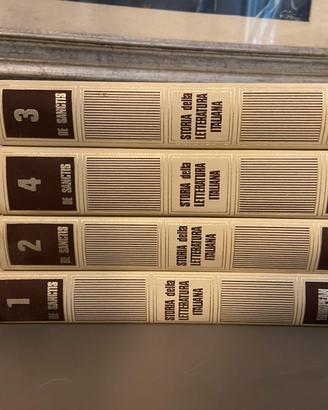 3
DE SANCTIS
STORIA della
LETTERATURA
ITALIANA
4
DE SANCTIS
STORIA della
LETTERATURA
ITALIANA
2
DE SANCTIS
STORIA della
LETTERATURA
ITALIANA
1
DE SANCTIS
STORIA della
LETTERATURA
ITALIANA